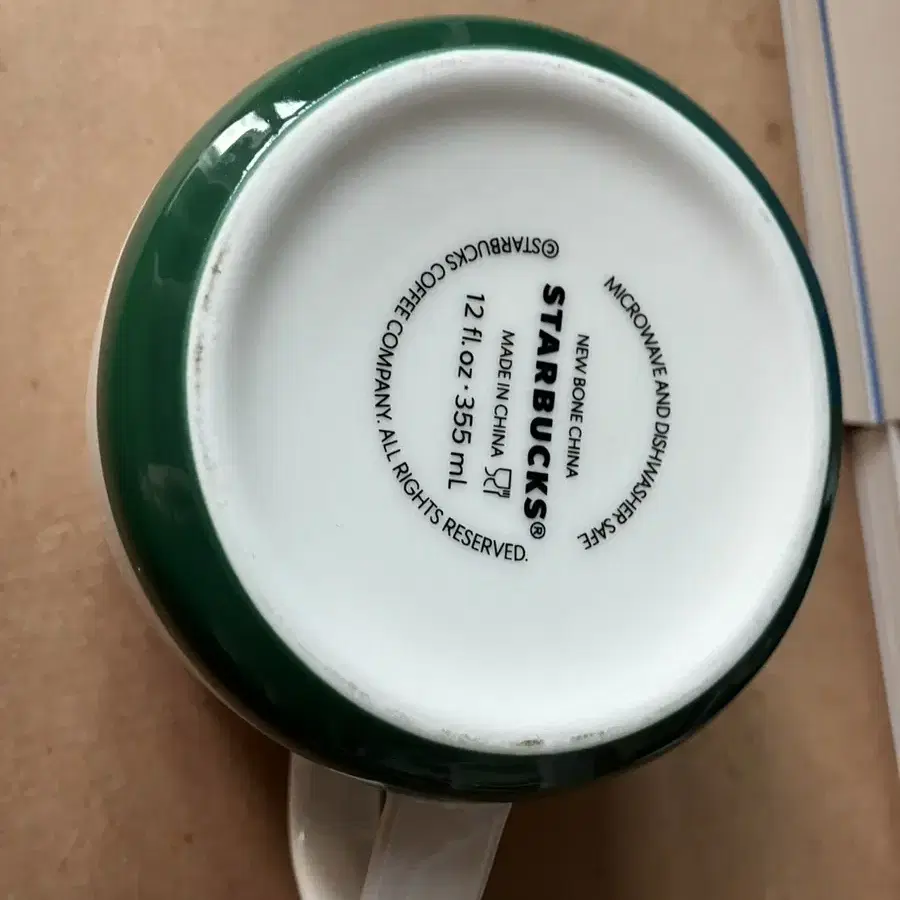 MICROWAVE AND DISHWASHER SAFE.
NEW BONE CHINA
STARBUCKS®
MADE IN CHINA
12 fl.oz · 355 mL
©STARBUCKS COFFEE COMPANY. ALL RIGHTS RESERVED.